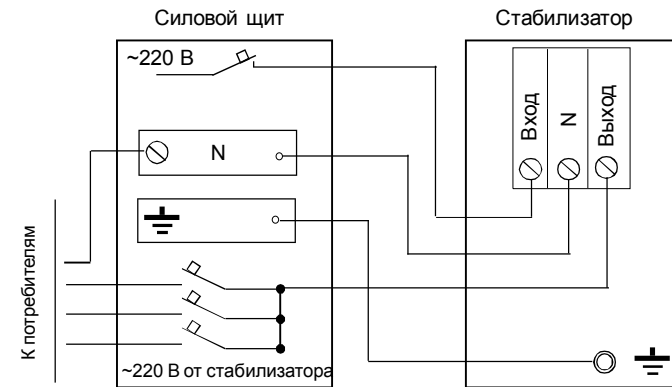 Силовой щит
Стабилизатор
~220 В
N
Вход
N
Выход
К потребителям
~220 В от стабилизатора